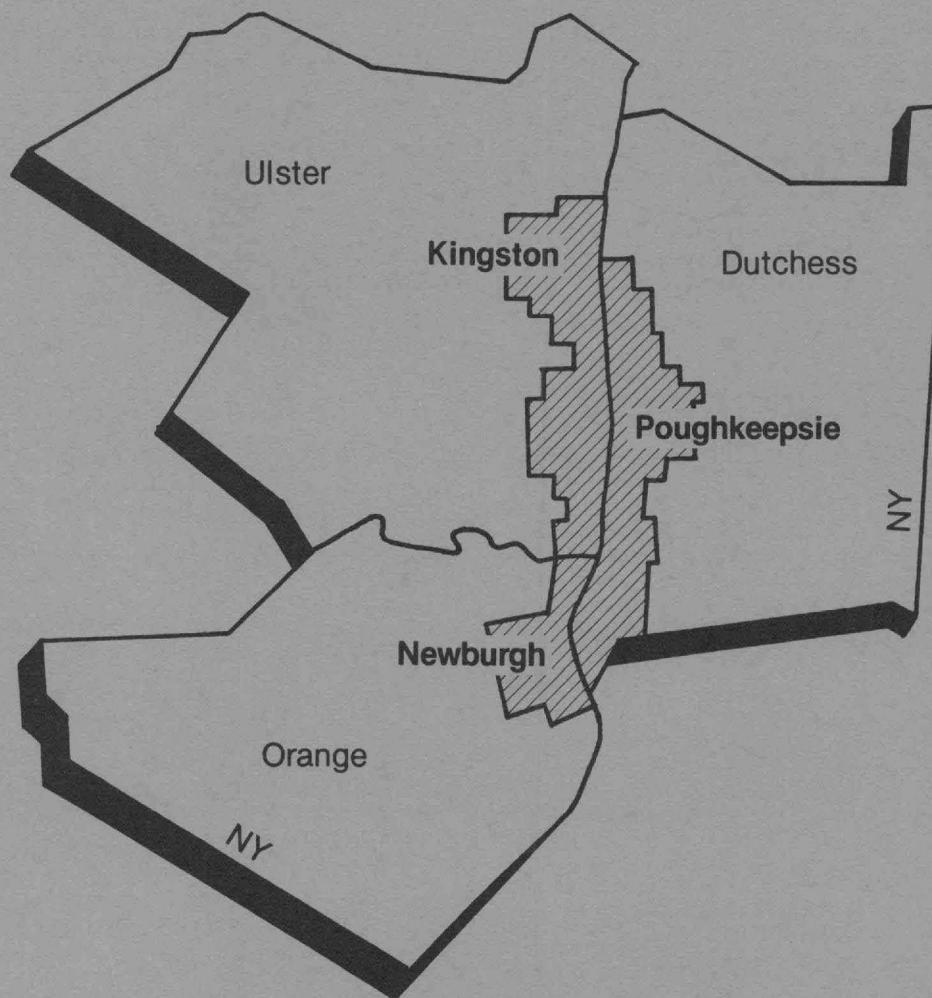 Ulster
Kingston
Dutchess
Poughkeepsie
NY
Newburgh
Orange
NY